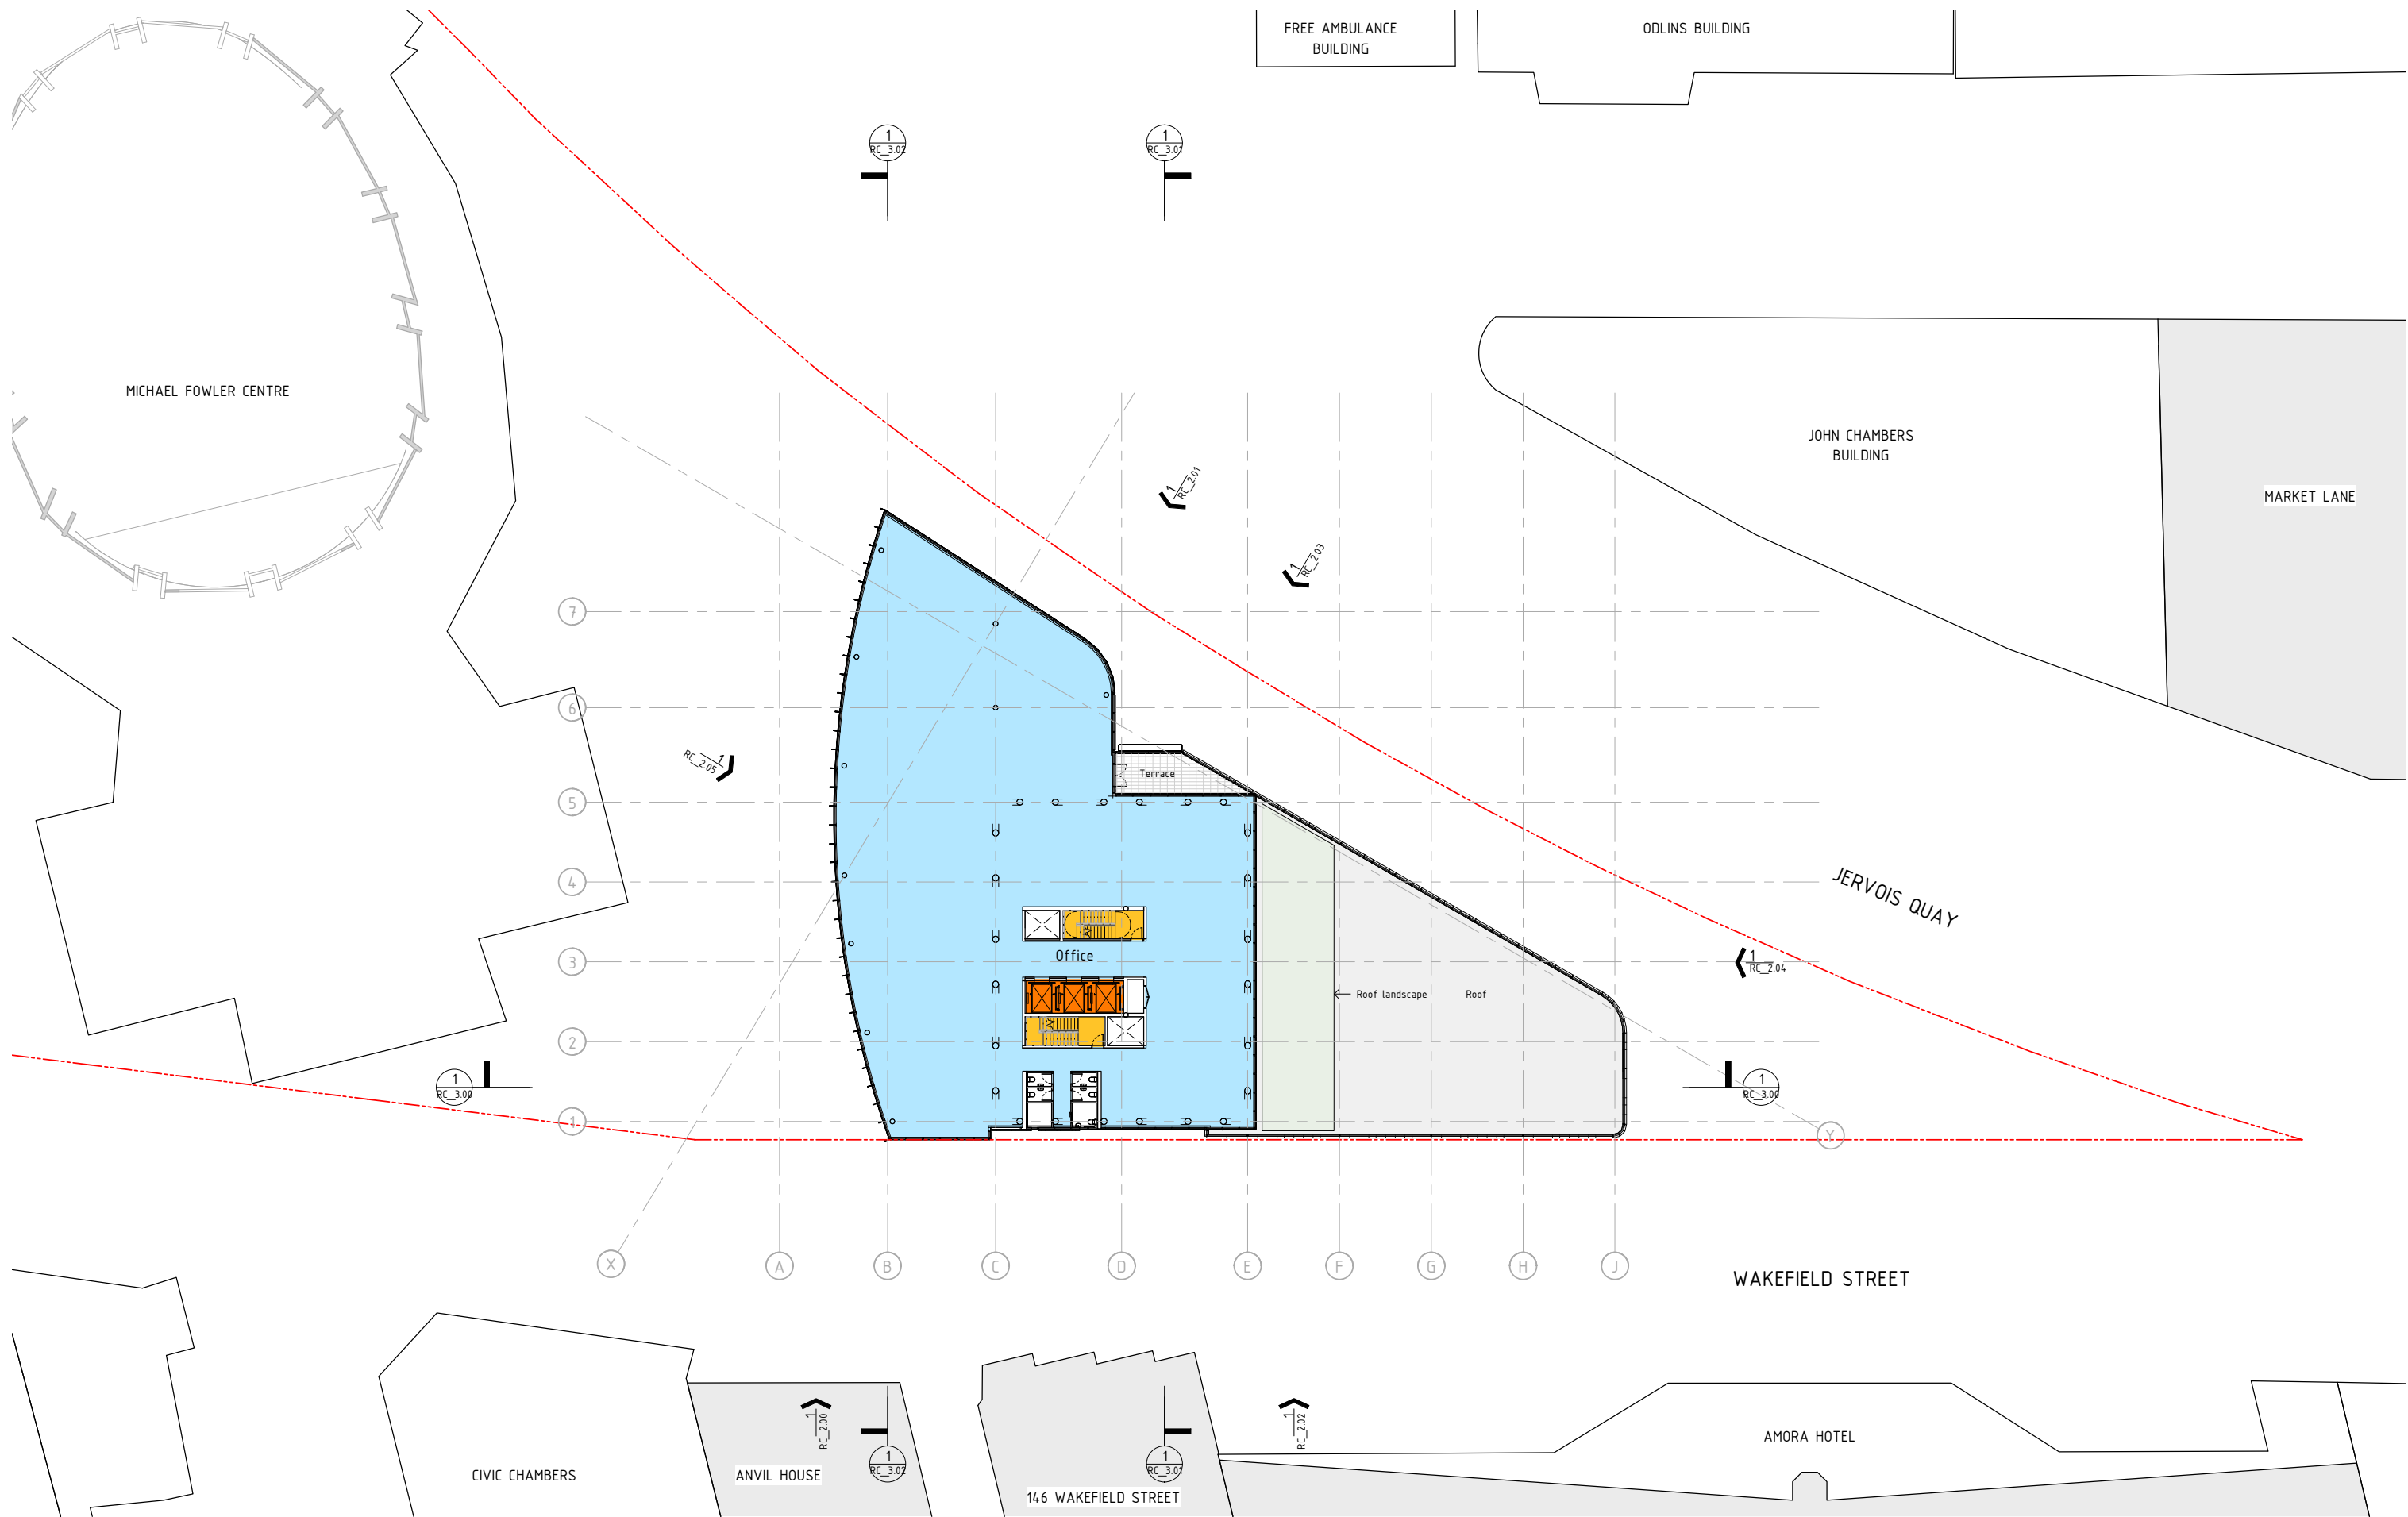 FREE AMBULANCE
BUILDING
ODLINS BUILDING
1
RC_3.02
1
RC_3.01
MICHAEL FOWLER CENTRE
JOHN CHAMBERS
BUILDING
MARKET LANE
1
RC_2.01
1
RC_2.03
7
6
1
RC_2.05
Terrace
5
4
JERVOIS QUAY
3
Office
1
RC_2.04
Roof landscape
Roof
2
1
RC_3.00
1
RC_3.00
1
Y
X
A
B
C
D
E
F
G
H
J
WAKEFIELD STREET
1
RC_2.00
1
RC_2.02
AMORA HOTEL
1
RC_3.02
1
RC_3.01
CIVIC CHAMBERS
ANVIL HOUSE
146 WAKEFIELD STREET